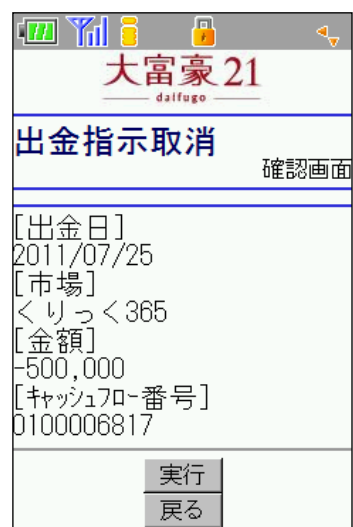 大富豪21
daifugo
出金指示取消
確認画面
[出金日]
2011/07/25
[市場]
くりっく365
[金額]
-500,000
[ｷｬｯｼｭﾌﾛｰ番号]
0100006817
実行
戻る